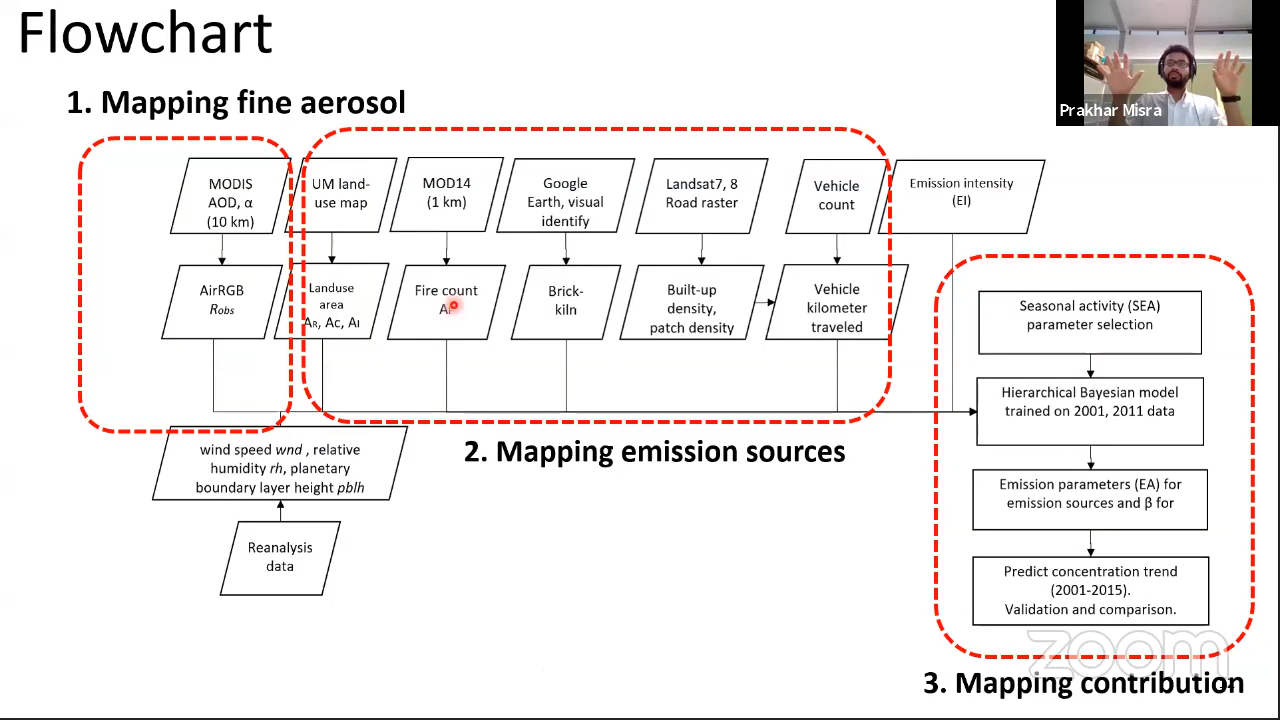 Flowchart
Prakhar Misra
1. Mapping fine aerosol
MODIS
AOD, α
(10 km)
UM land-
use map
MOD14
(1 km)
Google
Earth, visual
identify
Landsat7, 8
Road raster
Vehicle
count
Emission intensity
(EI)
AirRGB
Robs
Landuse
area
AR, AC, AI
Fire count
Brick-
kiln
Built-up
density,
patch density
Vehicle
kilometer
traveled
Seasonal activity (SEA)
parameter selection
Hierarchical Bayesian model
trained on 2001, 2011 data
Emission parameters (EA) for
emission sources and β for
Predict concentration trend
(2001-2015).
Validation and comparison.
wind speed wnd , relative
humidity rh, planetary
boundary layer height pblh
Reanalysis
data
2. Mapping emission sources
zoom
3. Mapping contribution